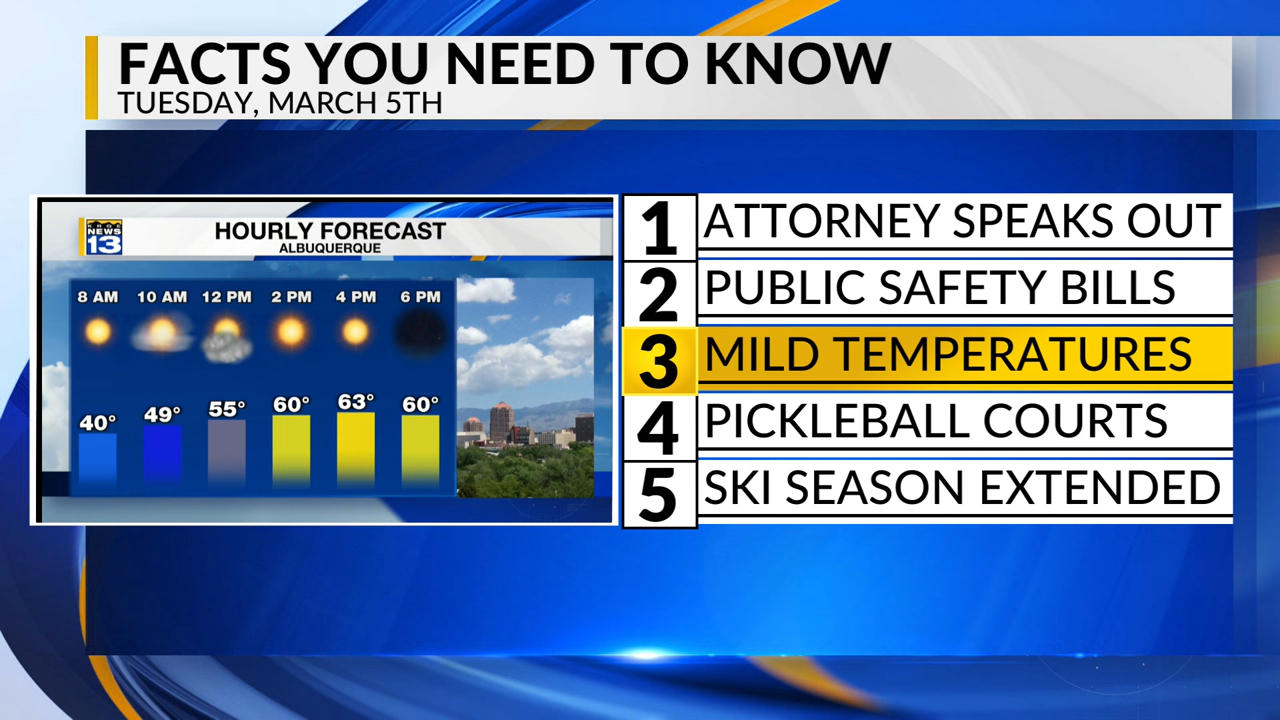 FACTS YOU NEED TO KNOW
TUESDAY, MARCH 5TH
KRQE
NEWS
13
HOURLY FORECAST
ALBUQUERQUE
8 AM 10 AM 12 PM 2 PM 4 PM 6 PM
40° 49° 55° 60° 63° 60°
1 ATTORNEY SPEAKS OUT
2 PUBLIC SAFETY BILLS
3 MILD TEMPERATURES
4 PICKLEBALL COURTS
5 SKI SEASON EXTENDED